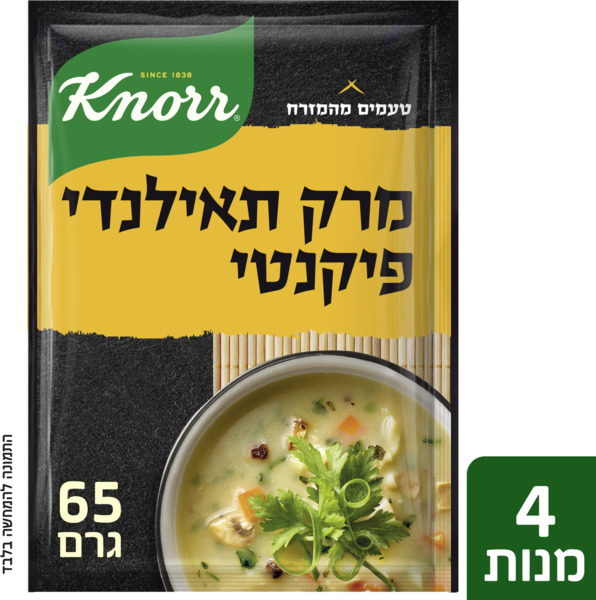 SINCE 1838
Knorr®
טעמים מהמזרח
מרק תאילנדי
פיקנטי
65
גרם
4
מנות
התמונה להמחשה בלבד